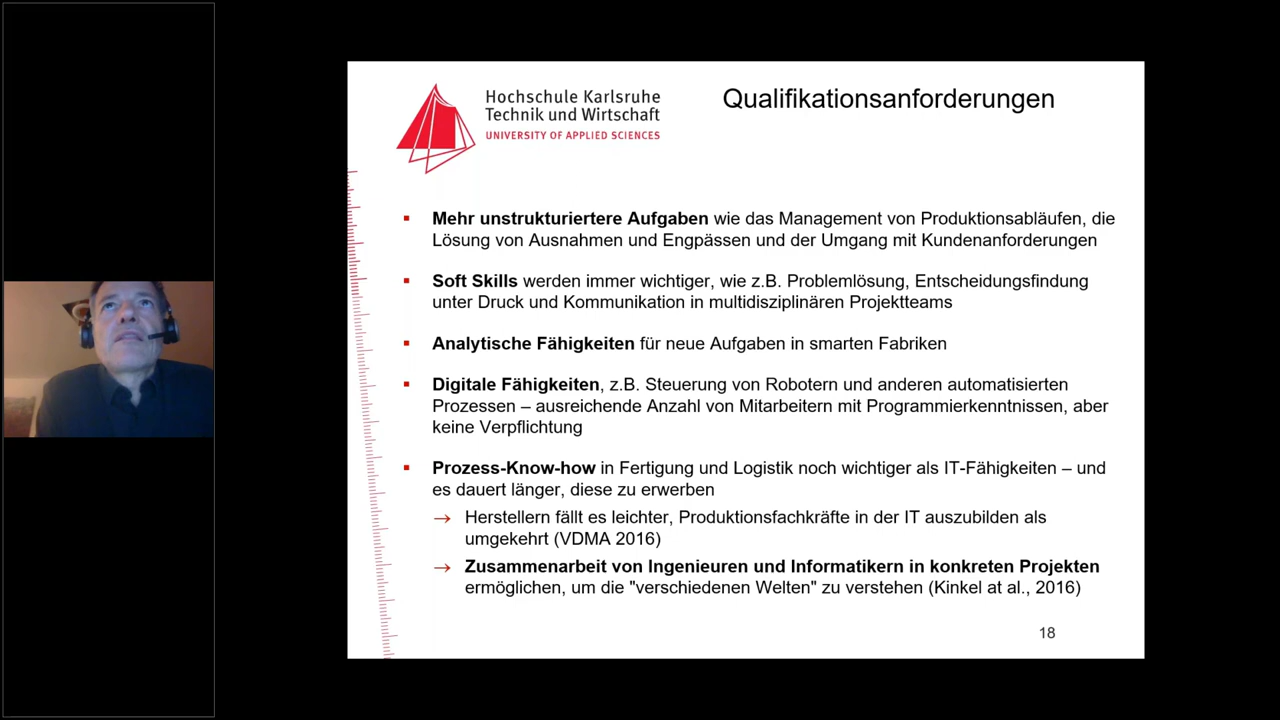 Hochschule Karlsruhe
Technik und Wirtschaft
UNIVERSITY OF APPLIED SCIENCES
Qualifikationsanforderungen
Mehr unstrukturiertere Aufgaben wie das Management von Produktionsabläufen, die
Lösung von Ausnahmen und Engpässen und der Umgang mit Kundenanforderungen
Soft Skills werden immer wichtiger, wie z.B. Problemlösung, Entscheidungsfindung
unter Druck und Kommunikation in multidisziplinären Projektteams
Analytische Fähigkeiten für neue Aufgaben in smarten Fabriken
Digitale Fähigkeiten, z.B. Steuerung von Robotern und anderen automatisierten
Prozessen – ausreichende Anzahl von Mitarbeitern mit Programmierkenntnissen, aber
keine Verpflichtung
Prozess-Know-how in Fertigung und Logistik noch wichtiger als IT-Fähigkeiten – und
es dauert länger, diese zu erwerben
→ Herstellern fällt es leichter, Produktionsfachkräfte in der IT auszubilden als
umgekehrt (VDMA 2016)
→ Zusammenarbeit von Ingenieuren und Informatikern in konkreten Projekten
ermöglichen, um die "verschiedenen Welten" zu verstehen (Kinkel et al., 2016)
18